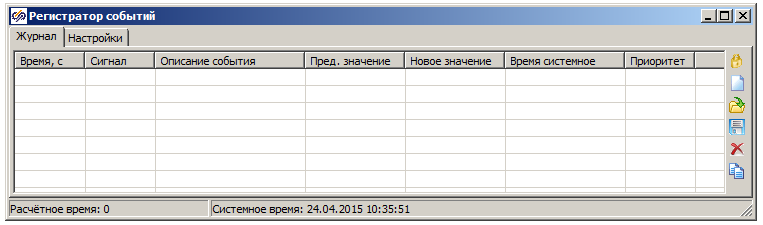 Регистратор событий
Журнал Настройки
Время, с Сигнал Описание события Пред. значение Новое значение Время системное Приоритет
Расчётное время: 0 Системное время: 24.04.2015 10:35:51